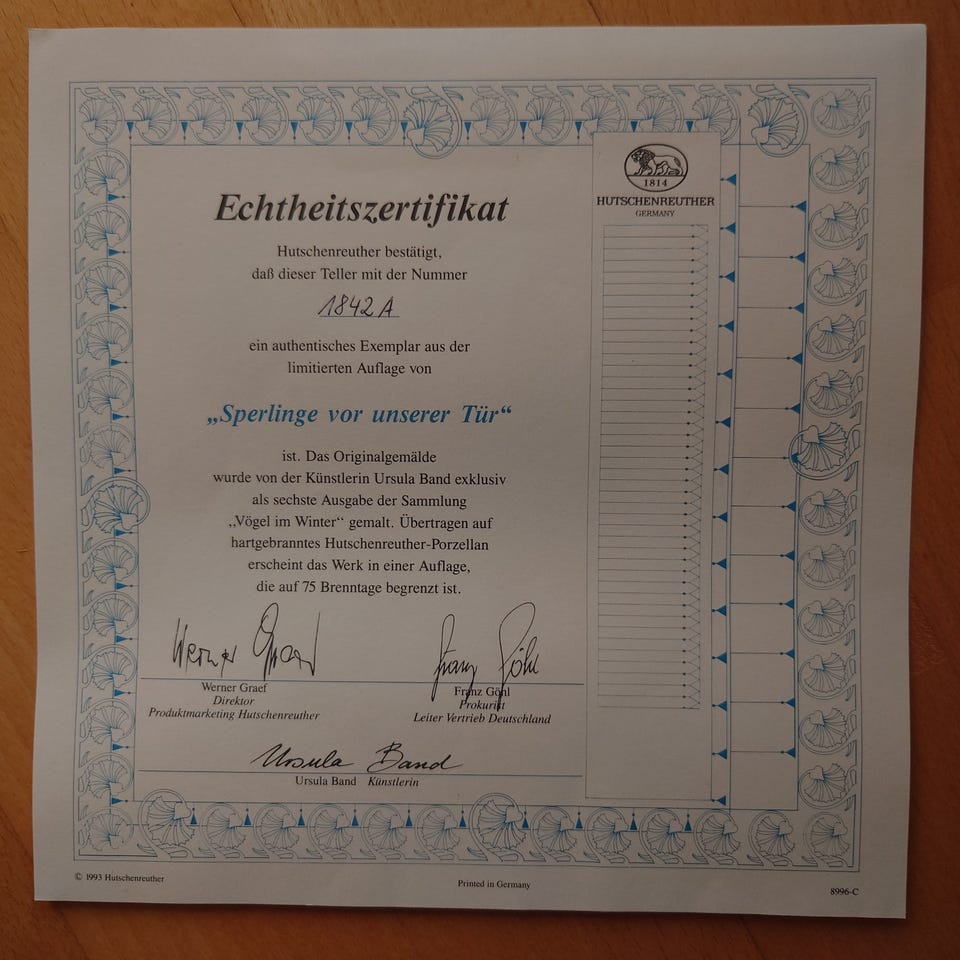 Echtheitszertifikat
Hutschenreuther bestätigt,
daß dieser Teller mit der Nummer
1842 A
ein authentisches Exemplar aus der
limitierten Auflage von
„Sperlinge vor unserer Tür“
ist. Das Originalgemälde
wurde von der Künstlerin Ursula Band exklusiv
als sechste Ausgabe der Sammlung
„Vögel im Winter“ gemalt. Übertragen auf
hartgebranntes Hutschenreuther-Porzellan
erscheint das Werk in einer Auflage,
die auf 75 Brenntage begrenzt ist.
Werner Graef
Werner Graef
Direktor
Produktmarketing Hutschenreuther
Franz Göhl
Franz Göhl
Prokurist
Leiter Vertrieb Deutschland
Ursula Band
Ursula Band Künstlerin
1814
HUTSCHENREUTHER
GERMANY
© 1993 Hutschenreuther
Printed in Germany
8996-C